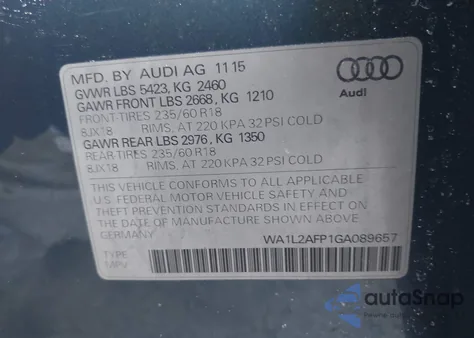 MFD. BY AUDI AG 11 15
GVWR LBS 5423, KG 2460
GAWR FRONT LBS 2668, KG 1210
FRONT-TIRES 235/60 R18
8JX18 RIMS, AT 220 KPA 32 PSI COLD
GAWR REAR LBS 2976, KG 1350
REAR-TIRES 235/60 R18
8JX18 RIMS, AT 220 KPA 32 PSI COLD
Audi
THIS VEHICLE CONFORMS TO ALL APPLICABLE
U.S. FEDERAL MOTOR VEHICLE SAFETY AND
THEFT PREVENTION STANDARDS IN EFFECT ON
THE DATE OF MANUFACTURE SHOWN ABOVE.
GERMANY
WA1L2AFP1GA089657
TYPE
MPV
autoSnap